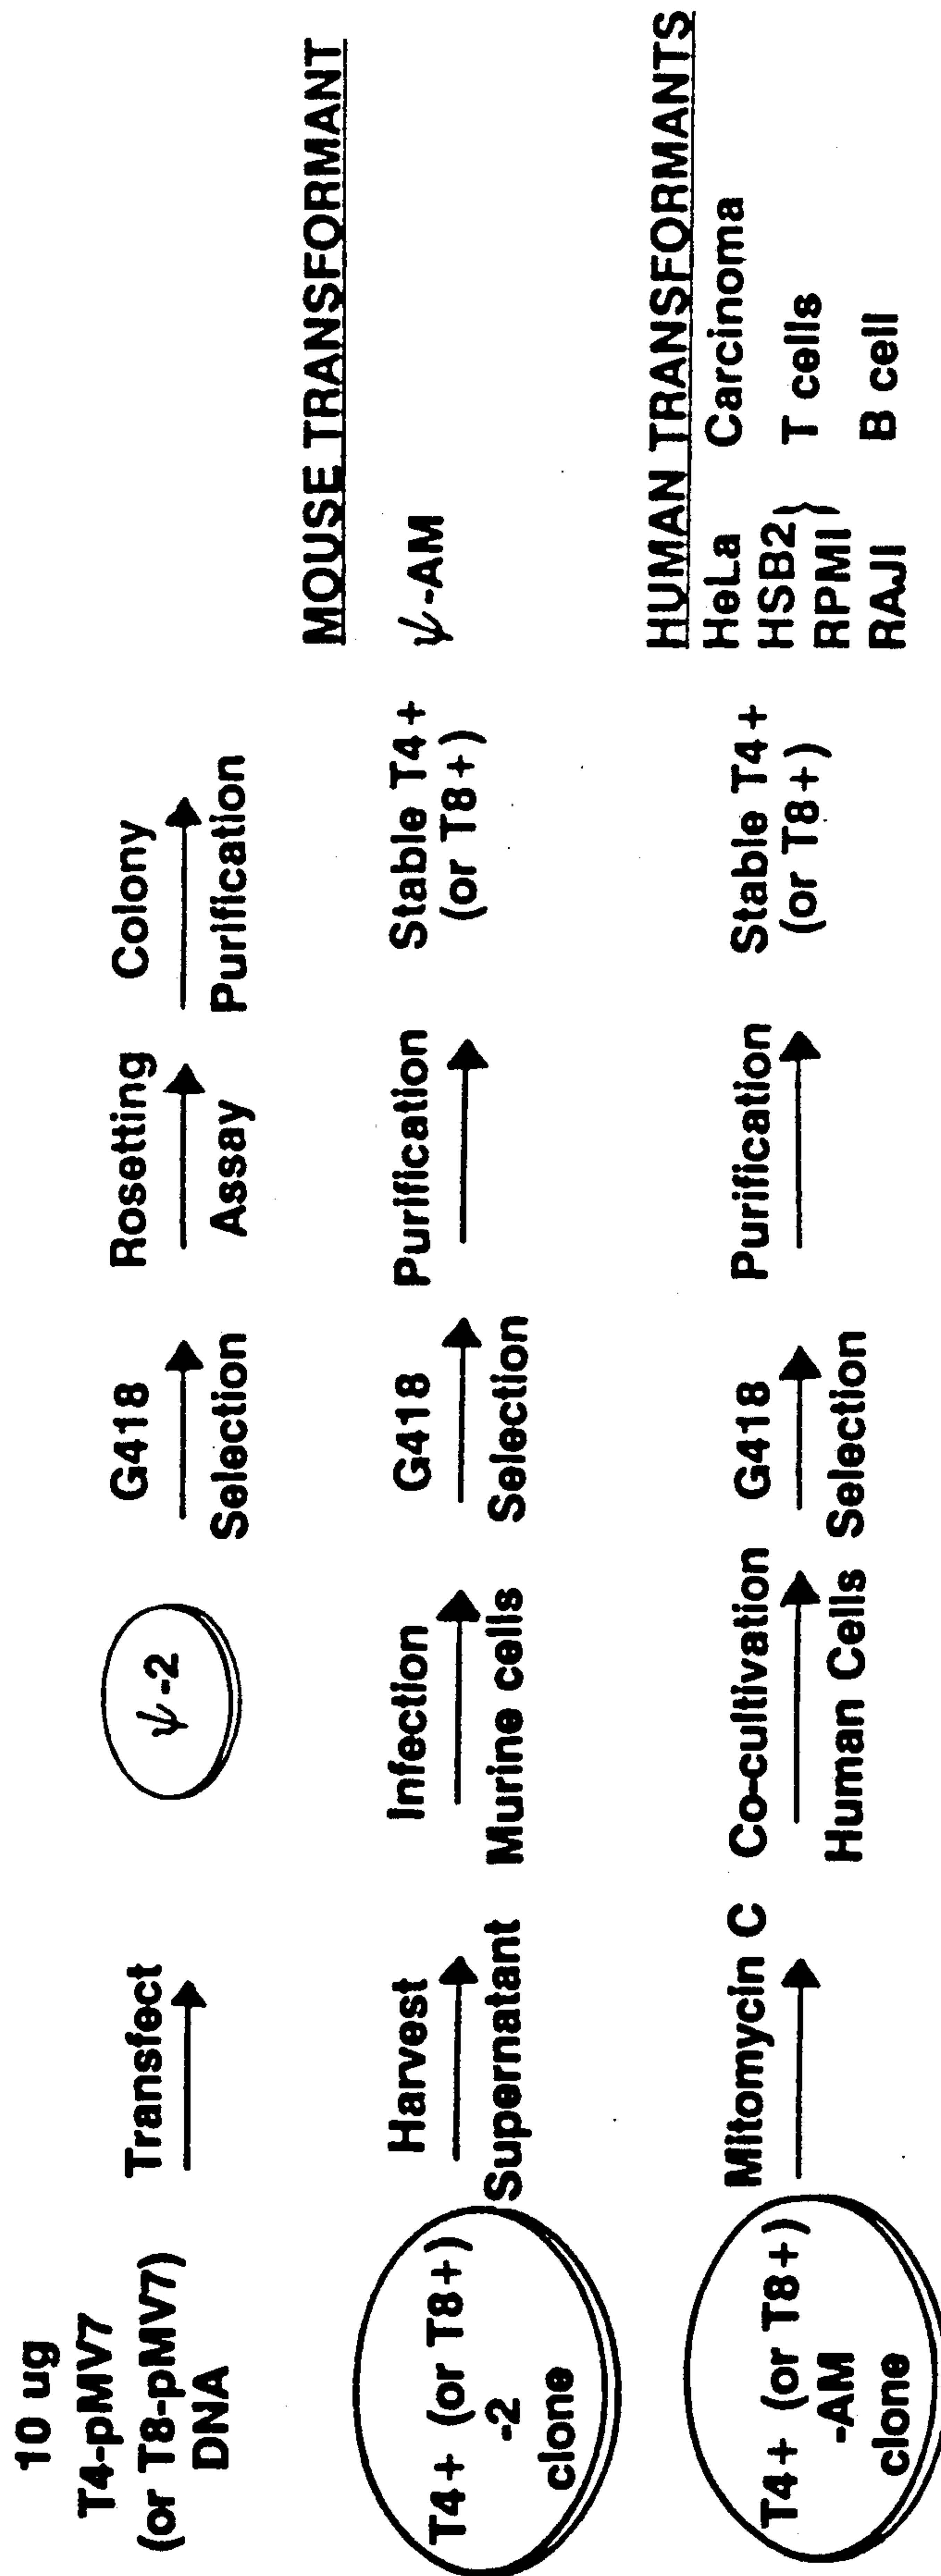 10 ug
T4-pMV7
(or T8-pMV7)
DNA
Transfect
ψ-2
G418
Selection
Rosetting
Assay
Colony
Purification
MOUSE TRANSFORMANT
T4+ (or T8+)
-2
clone
Harvest
Supernatant
Infection
Murine cells
G418
Selection
Purification
Stable T4+
(or T8+)
ψ-AM
HUMAN TRANSFORMANTS
T4+ (or T8+)
-AM
clone
Mitomycin C
Co-cultivation
Human Cells
G418
Selection
Purification
Stable T4+
(or T8+)
HeLa Carcinoma
HSB2 } T cells
RPMI
RAJI B cell